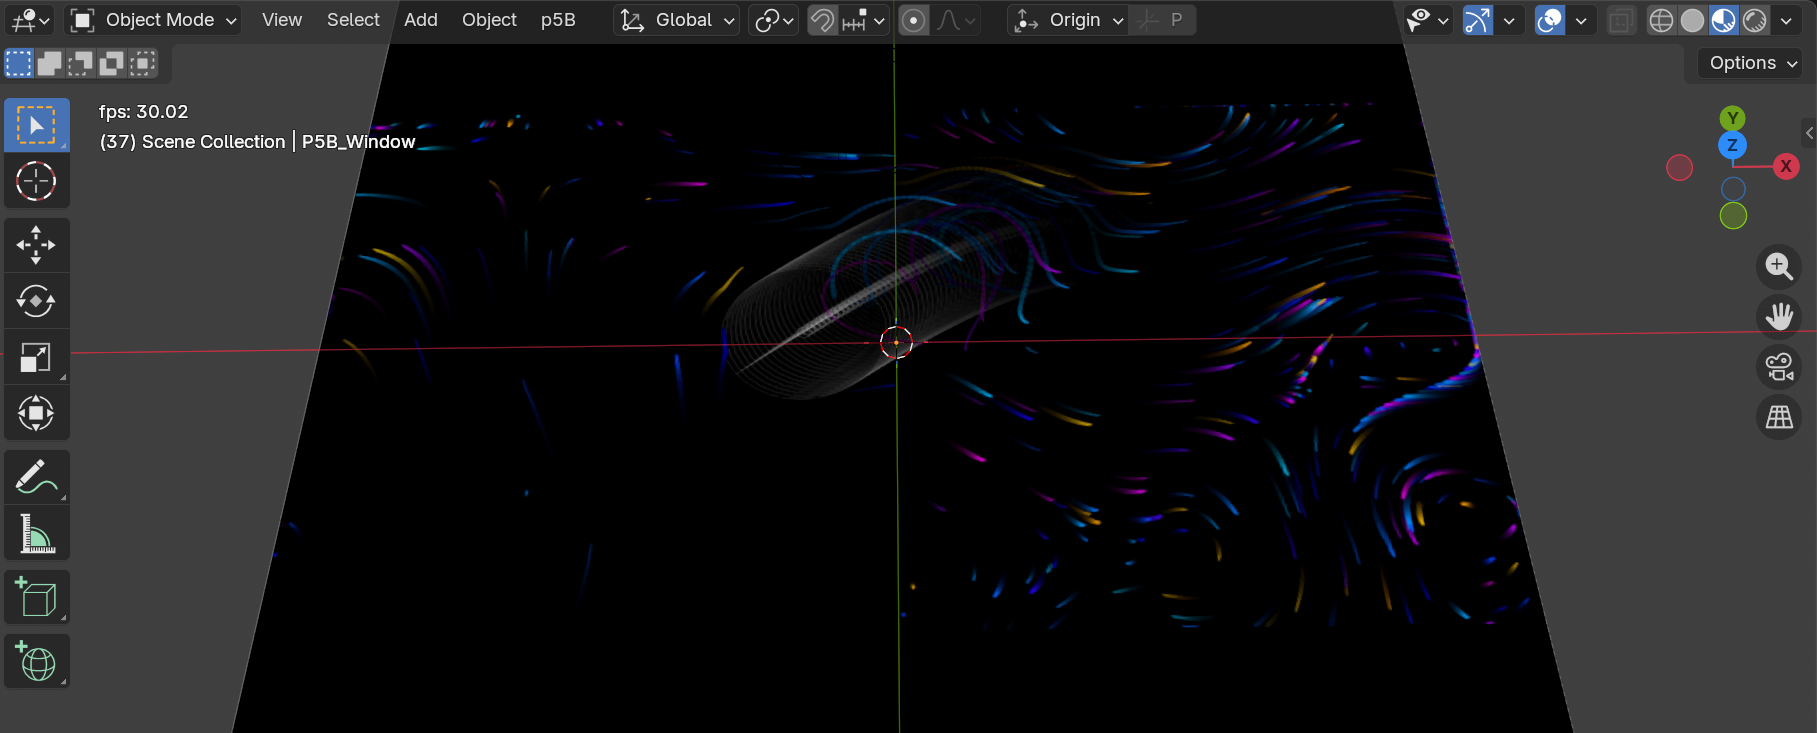 Object Mode View Select Add Object p5B Global Origin P
Options
fps: 30.02
(37) Scene Collection | P5B_Window
Y
Z
X